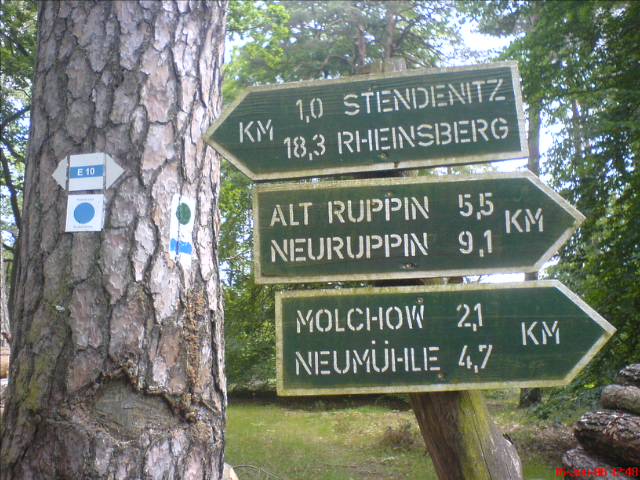 E 10
KM 1,0 STENDENITZ
18,3 RHEINSBERG
ALT RUPPIN 5,5 KM
NEURUPPIN 9,1
MOLCHOW 2,1 KM
NEUMÜHLE 4,7